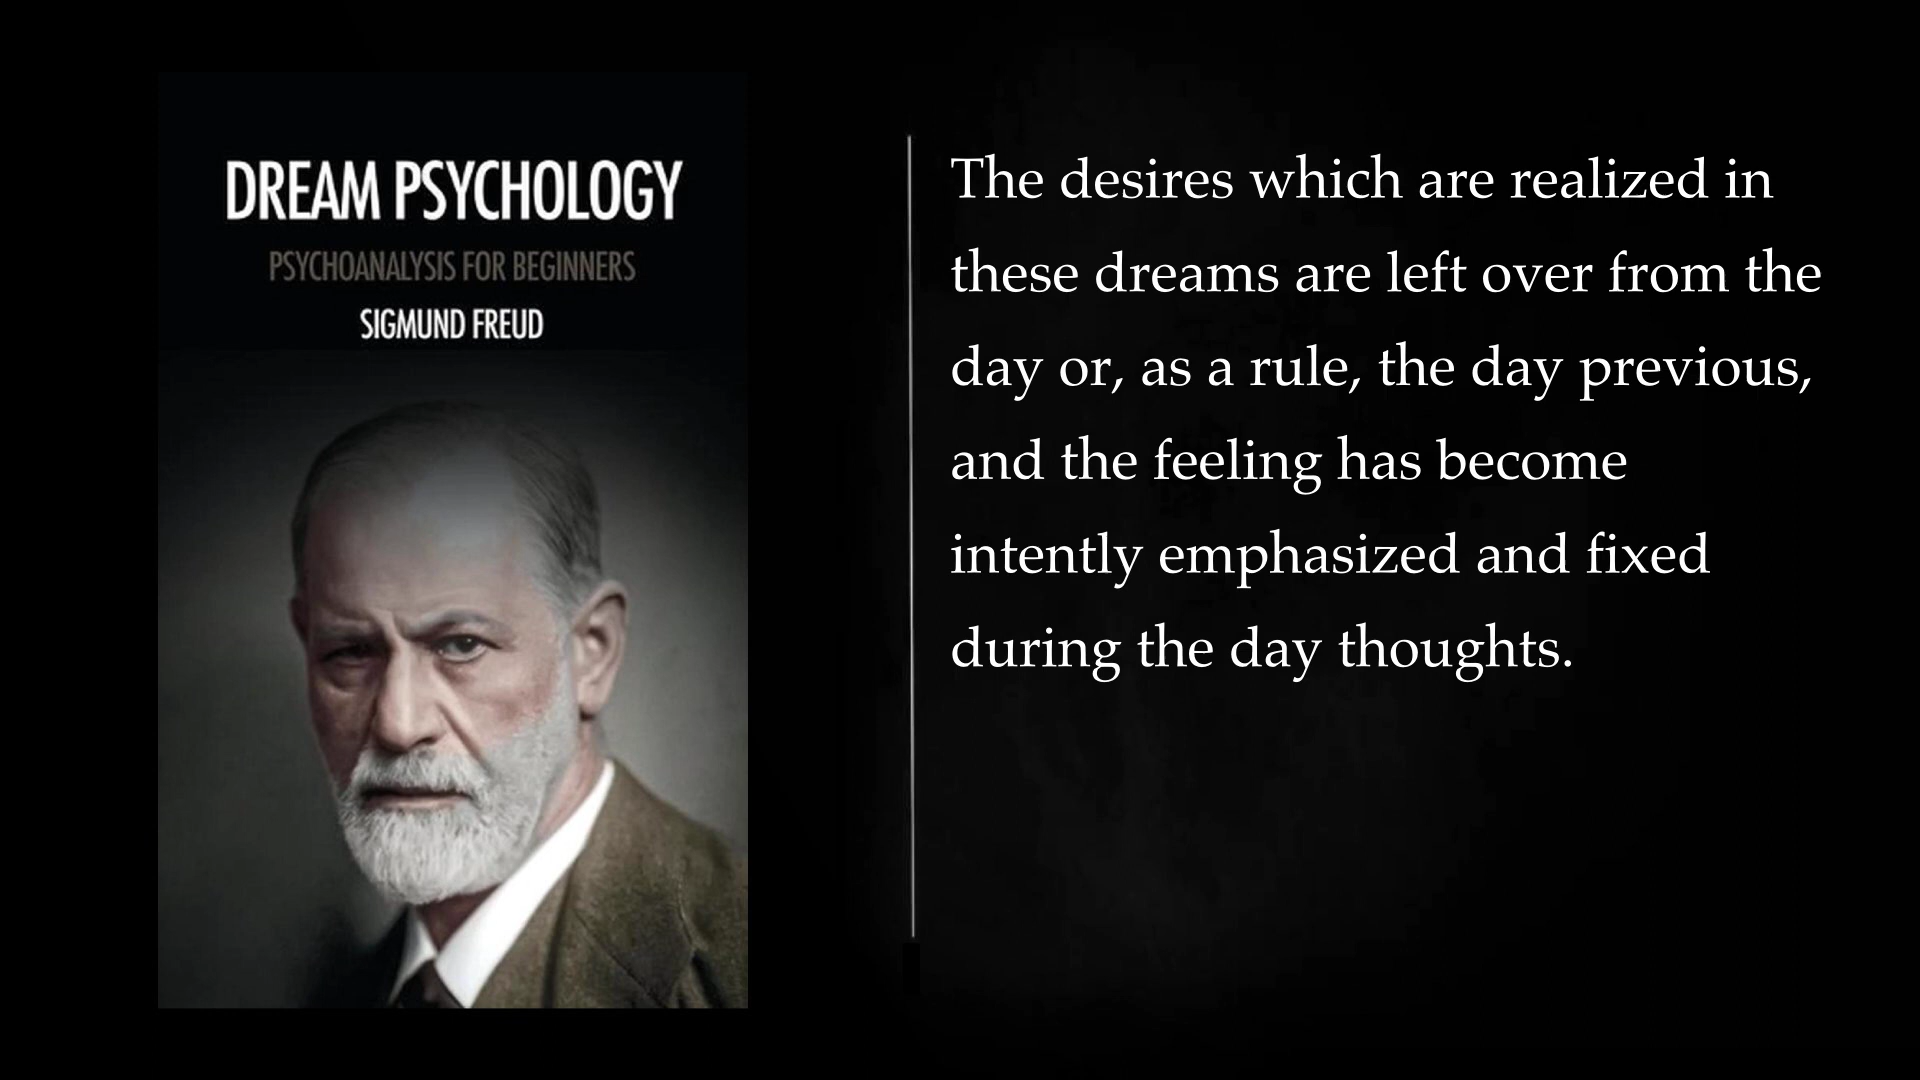 DREAM PSYCHOLOGY
PSYCHOANALYSIS FOR BEGINNERS
SIGMUND FREUD
The desires which are realized in
these dreams are left over from the
day or, as a rule, the day previous,
and the feeling has become
intently emphasized and fixed
during the day thoughts.